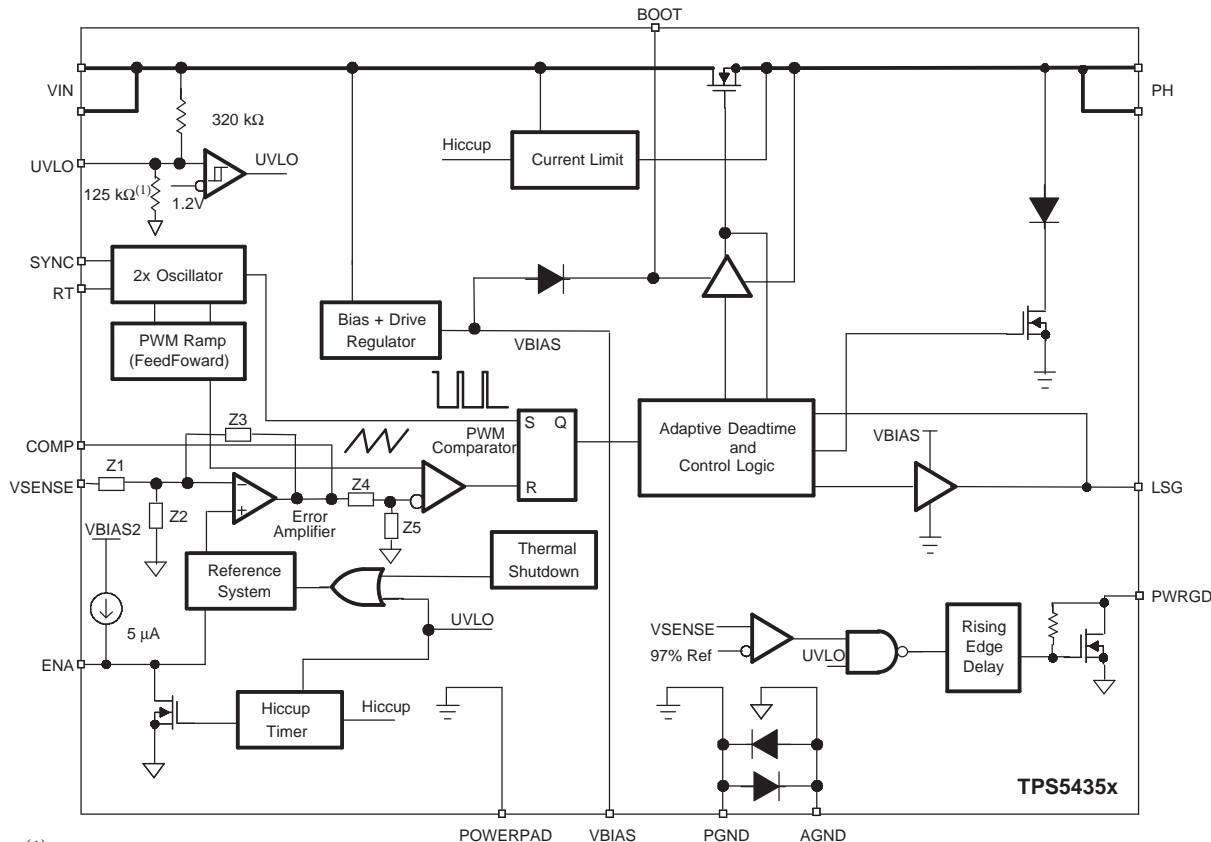 BOOT
VIN
PH
320 kΩ
Hiccup
Current Limit
UVLO
UVLO
125 kΩ(1)
1.2V
SYNC
2x Oscillator
RT
Bias + Drive
Regulator
VBIAS
PWM Ramp
(FeedFoward)
Z3
PWM
Comparator
S
Q
R
Adaptive Deadtime
and
Control Logic
VBIAS
COMP
Z1
VSENSE
−
+
Z4
Z2
Error
Amplifier
Z5
LSG
VBIAS2
Reference
System
Thermal
Shutdown
5 μA
UVLO
PWRGD
VSENSE
97% Ref
UVLO
Rising
Edge
Delay
ENA
Hiccup
Timer
Hiccup
TPS5435x
POWERPAD
VBIAS
PGND
AGND